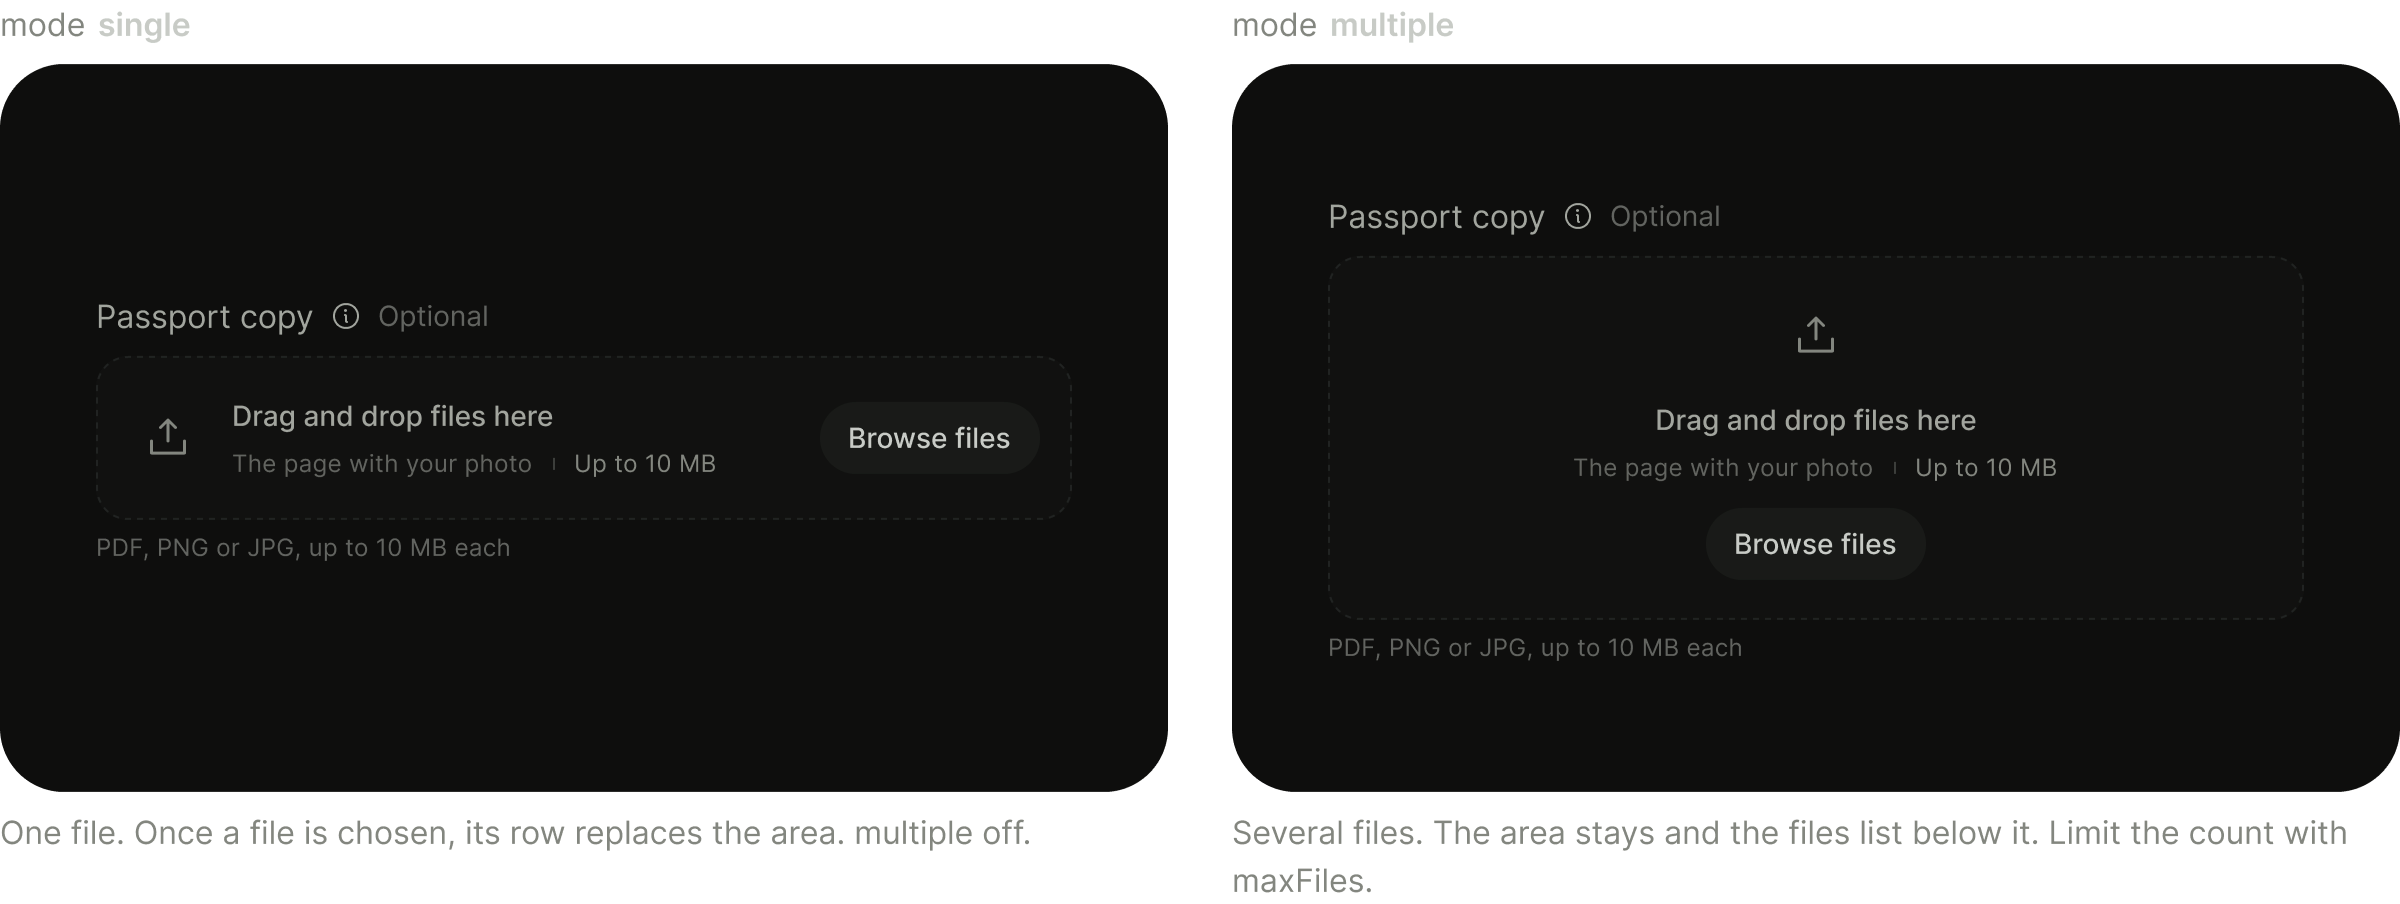 mode single
Passport copy Optional
Drag and drop files here
The page with your photo Up to 10 MB
Browse files
PDF, PNG or JPG, up to 10 MB each
One file. Once a file is chosen, its row replaces the area. multiple off.
mode multiple
Passport copy Optional
Drag and drop files here
The page with your photo Up to 10 MB
Browse files
PDF, PNG or JPG, up to 10 MB each
Several files. The area stays and the files list below it. Limit the count with
maxFiles.